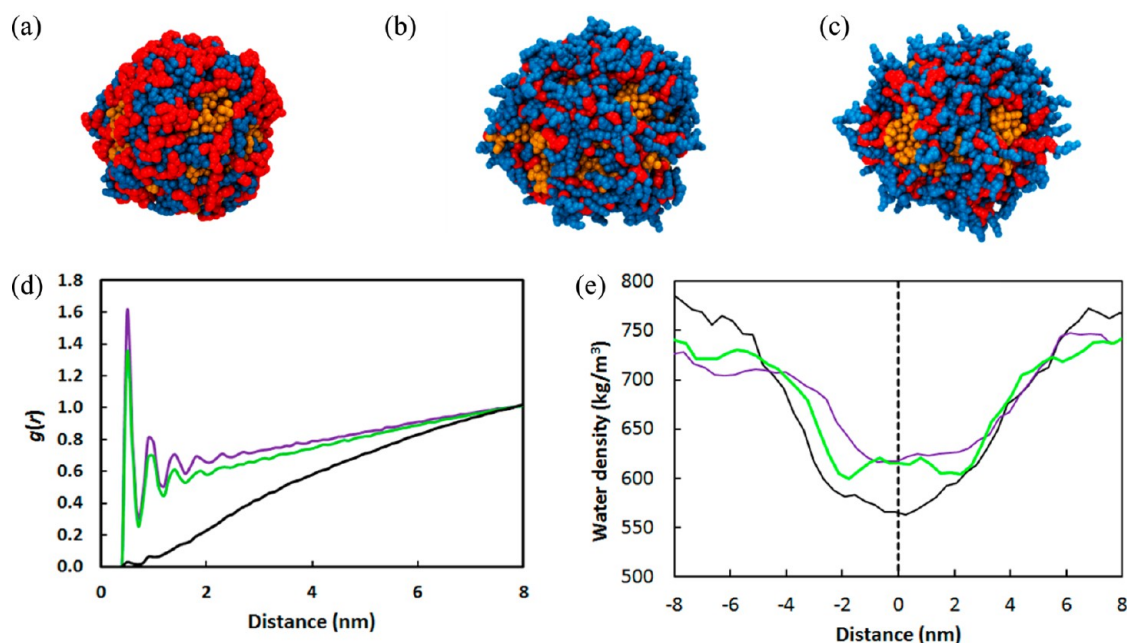 (a)
(b)
(c)
(d)
g(r)
1.8
1.6
1.4
1.2
1.0
0.8
0.6
0.4
0.2
0.0
0 2 4 6 8
Distance (nm)
(e)
Water density (kg/m³)
800
750
700
650
600
550
500
-8 -6 -4 -2 0 2 4 6 8
Distance (nm)